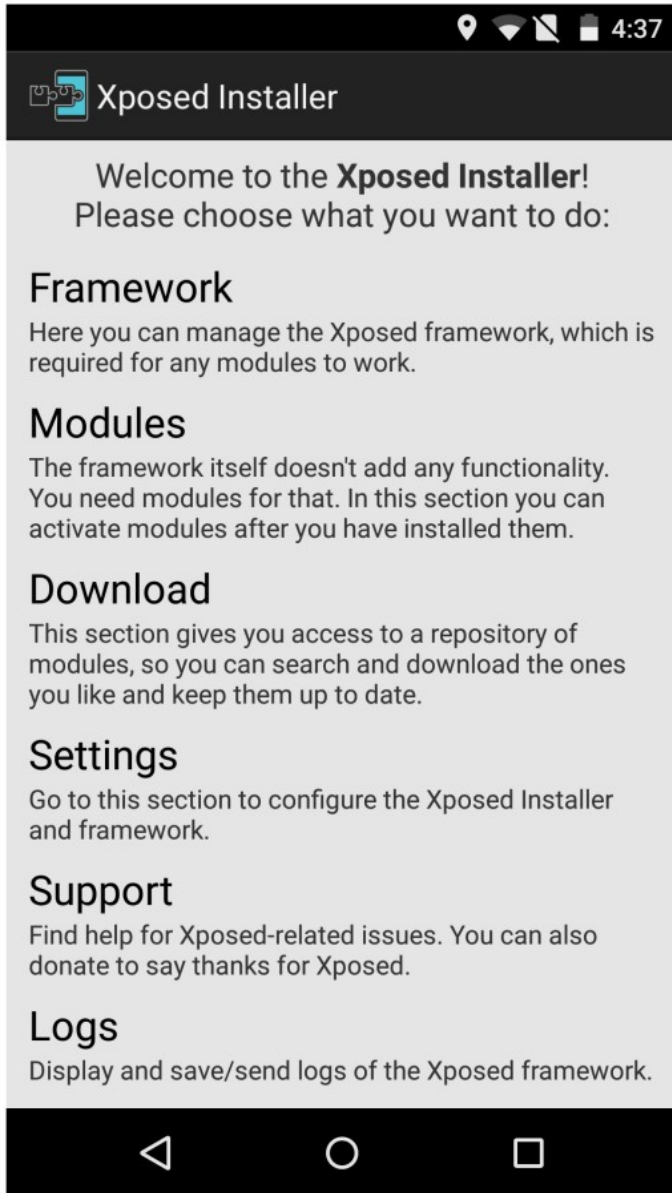 4:37
Xposed Installer
Welcome to the Xposed Installer!
Please choose what you want to do:
Framework
Here you can manage the Xposed framework, which is
required for any modules to work.
Modules
The framework itself doesn't add any functionality.
You need modules for that. In this section you can
activate modules after you have installed them.
Download
This section gives you access to a repository of
modules, so you can search and download the ones
you like and keep them up to date.
Settings
Go to this section to configure the Xposed Installer
and framework.
Support
Find help for Xposed-related issues. You can also
donate to say thanks for Xposed.
Logs
Display and save/send logs of the Xposed framework.